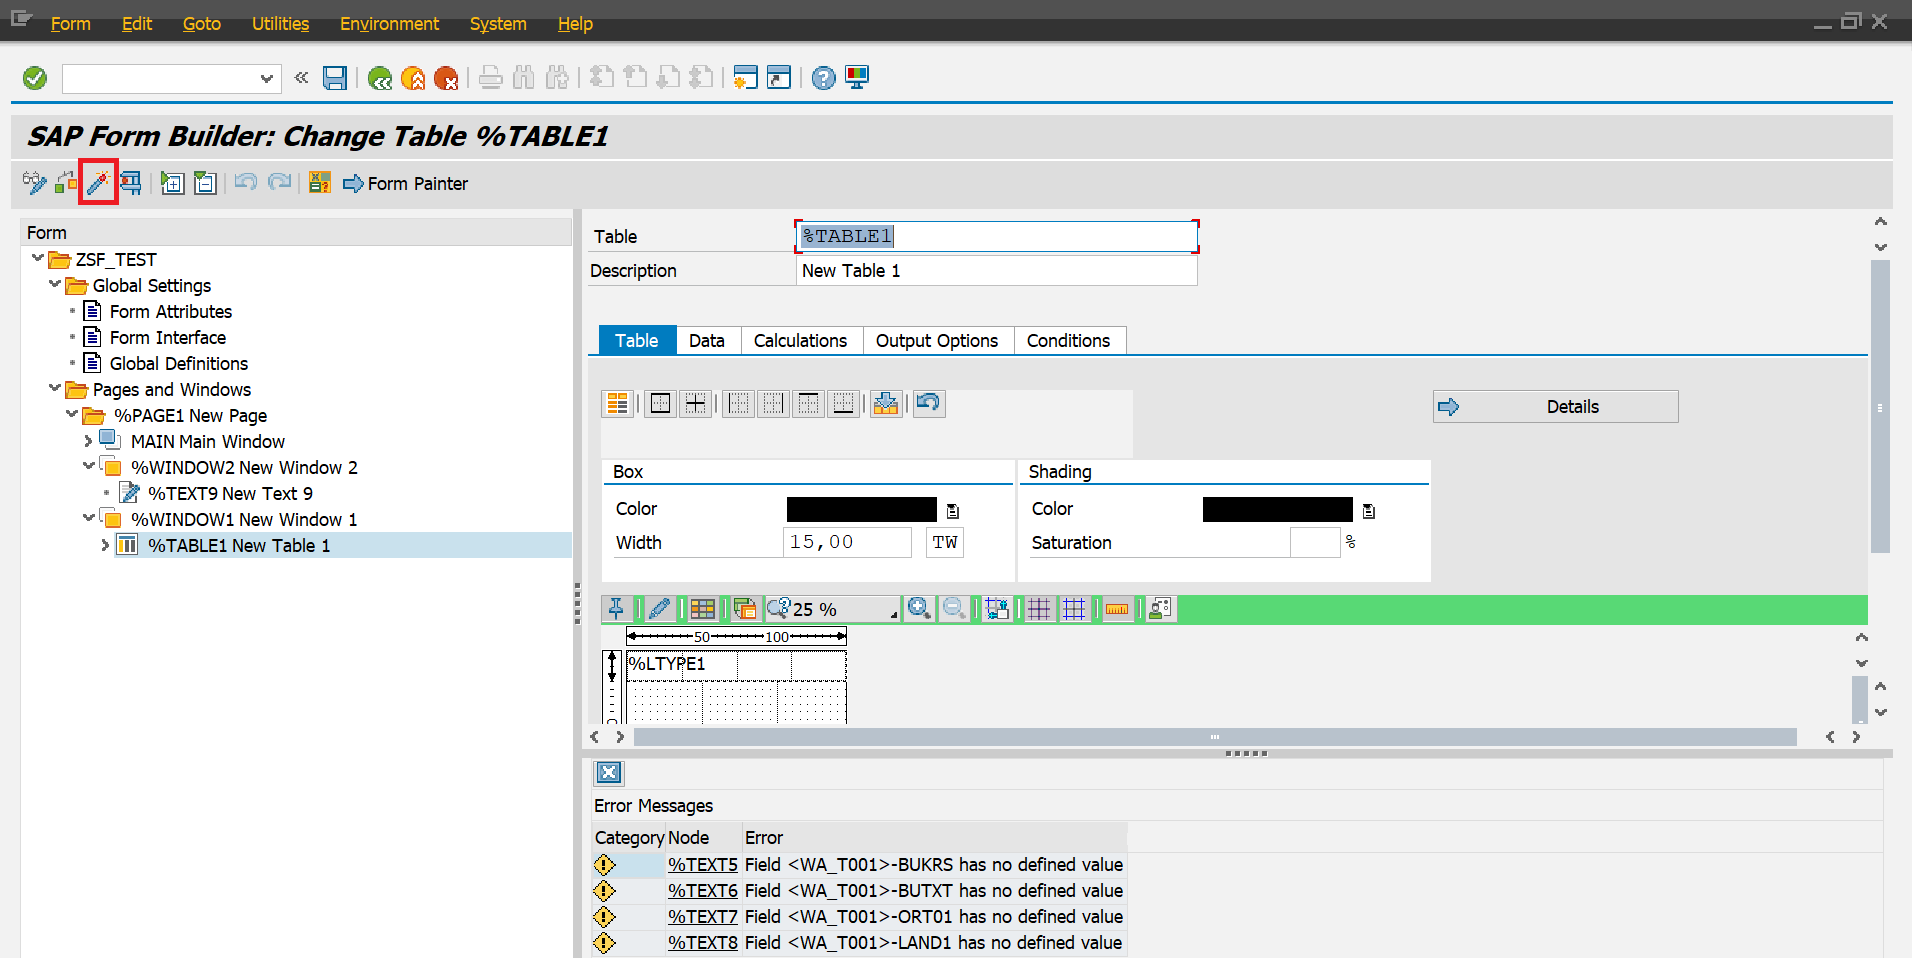 Form Edit Goto Utilities Environment System Help
SAP Form Builder: Change Table %TABLE1
Form Painter
Form
ZSF_TEST
Global Settings
Form Attributes
Form Interface
Global Definitions
Pages and Windows
%PAGE1 New Page
MAIN Main Window
%WINDOW2 New Window 2
%TEXT9 New Text 9
%WINDOW1 New Window 1
%TABLE1 New Table 1
Table %TABLE1
Description New Table 1
Table Data Calculations Output Options Conditions
Details
Box Shading
Color Color
Width 15,00 TW Saturation %
25 %
50 100
%LTYPE1
Error Messages
Category Node Error
%TEXT5 Field <WA_T001>-BUKRS has no defined value
%TEXT6 Field <WA_T001>-BUTXT has no defined value
%TEXT7 Field <WA_T001>-ORT01 has no defined value
%TEXT8 Field <WA_T001>-LAND1 has no defined value